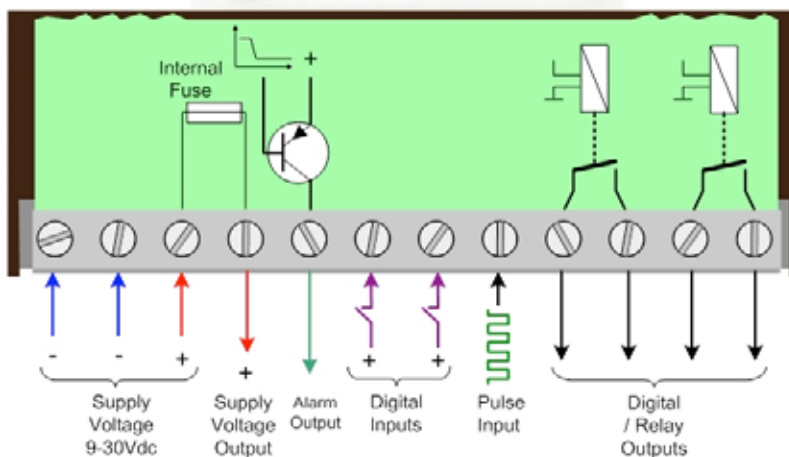 Internal
Fuse
+
- - + + + +
Supply
Voltage
9-30Vdc
Supply
Voltage
Output
Alarm
Output
Digital
Inputs
Pulse
Input
Digital
/ Relay
Outputs